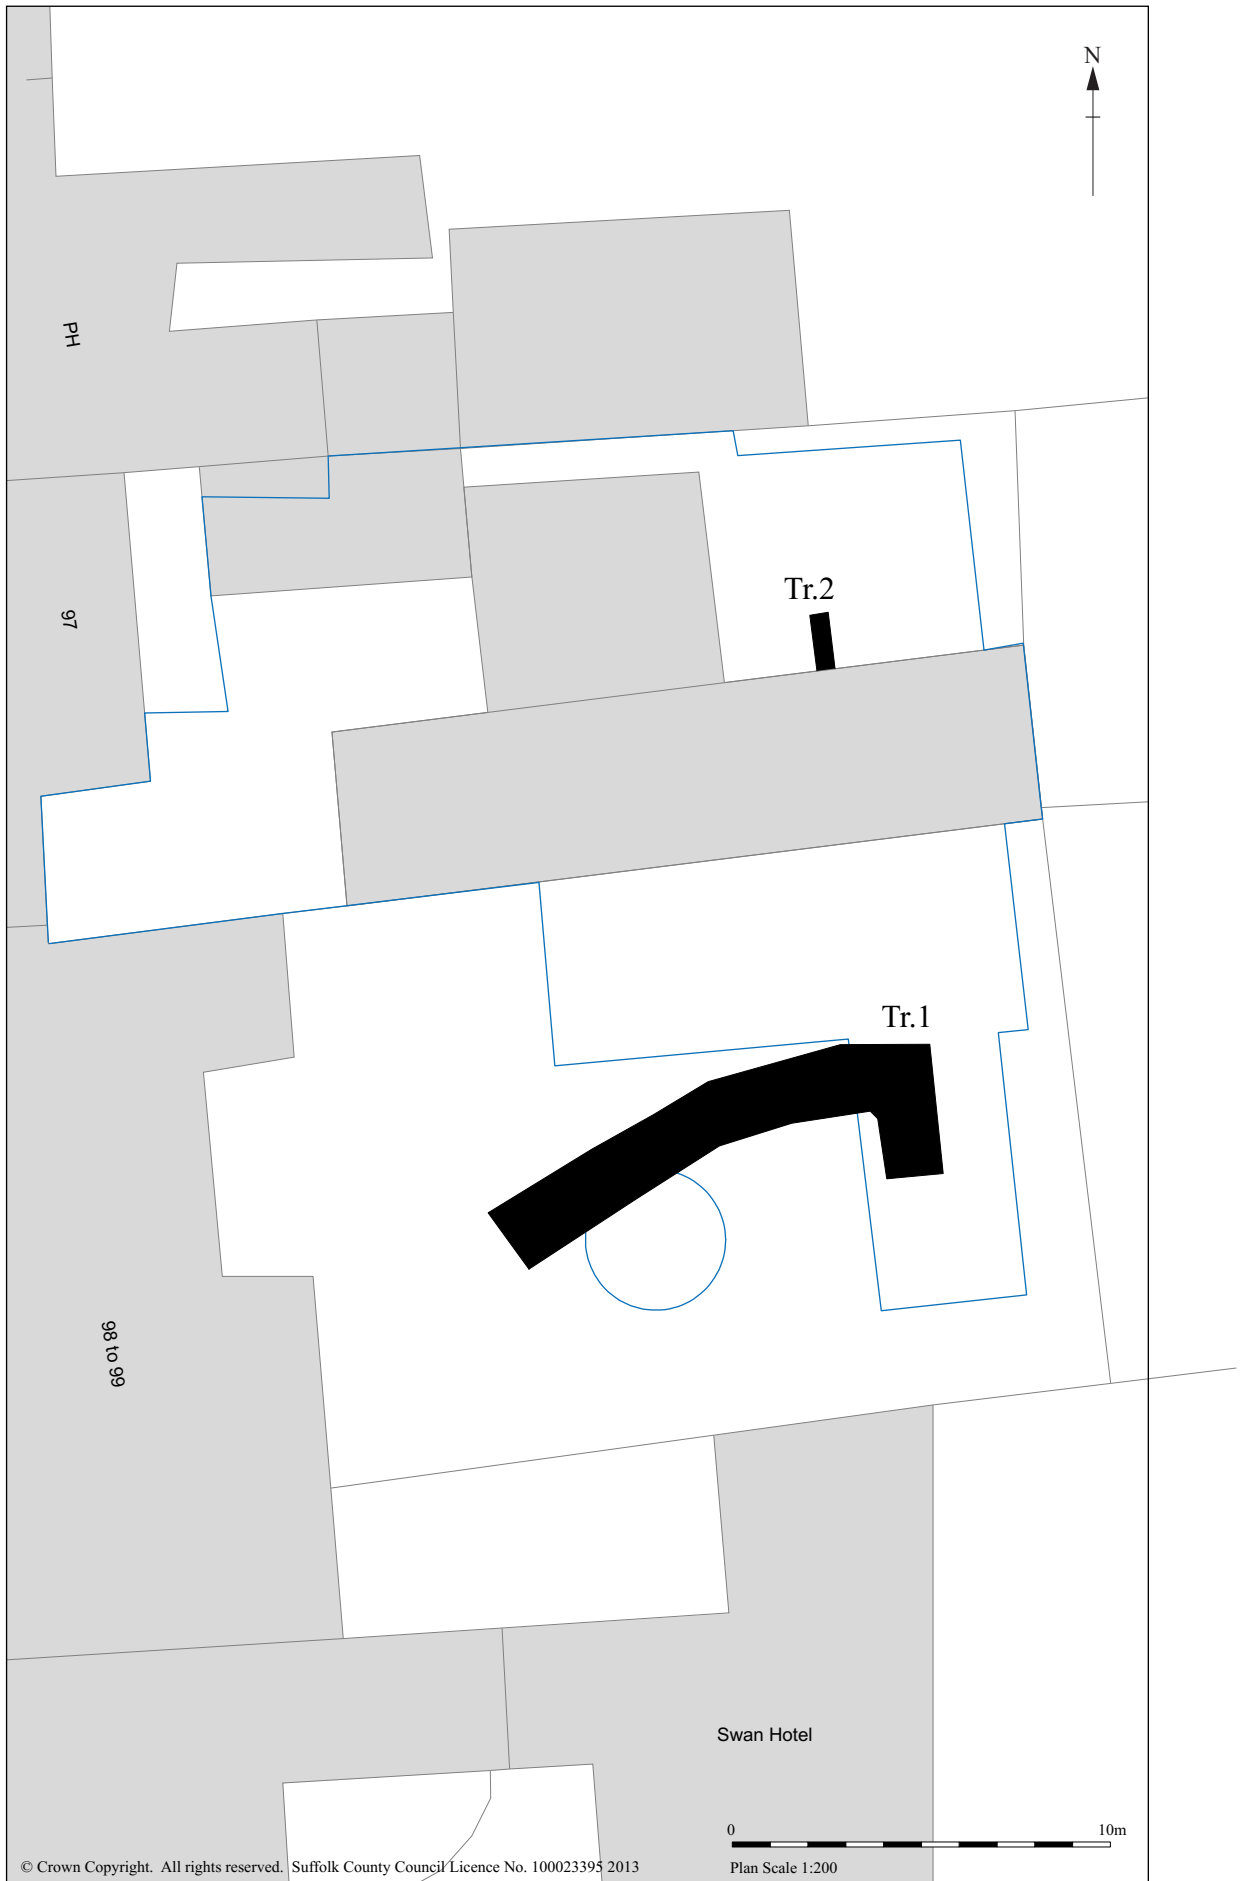 N
PH
Tr.2
97
Tr.1
98 to 99
Swan Hotel
0 10m
© Crown Copyright. All rights reserved. Suffolk County Council Licence No. 100023395 2013
Plan Scale 1:200